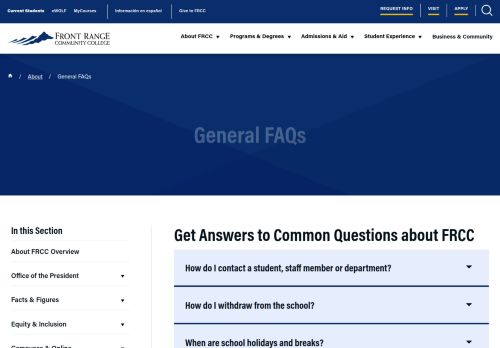 Current Students eWOLF MyCourses Información en español Give to FRCC REQUEST INFO VISIT APPLY
FRONT RANGE
COMMUNITY COLLEGE
About FRCC Programs & Degrees Admissions & Aid Student Experience Business & Community
/ About / General FAQs
General FAQs
In this Section
About FRCC Overview
Office of the President
Facts & Figures
Equity & Inclusion
Campuses & Online
Get Answers to Common Questions about FRCC
How do I contact a student, staff member or department?
How do I withdraw from the school?
When are school holidays and breaks?